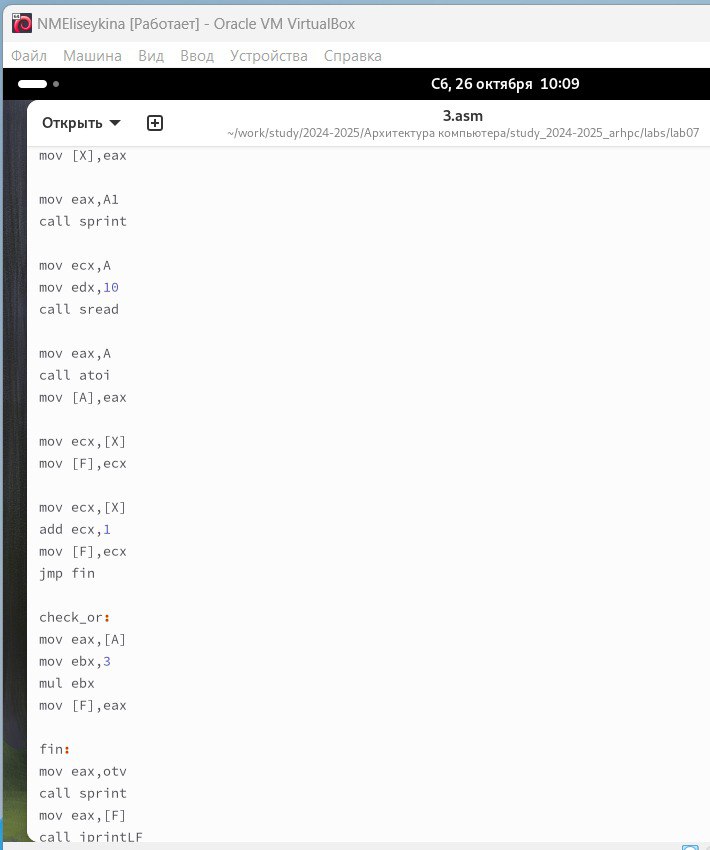 NMEliseykina [Работает] - Oracle VM VirtualBox
Файл Машина Вид Ввод Устройства Справка
Сб, 26 октября 10:09
Открыть
3.asm
~/work/study/2024-2025/Архитектура компьютера/study_2024-2025_arhpc/labs/lab07
mov [X],eax
mov eax,A1
call sprint
mov ecx,A
mov edx,10
call sread
mov eax,A
call atoi
mov [A],eax
mov ecx,[X]
mov [F],ecx
mov ecx,[X]
add ecx,1
mov [F],ecx
jmp fin
check_or:
mov eax,[A]
mov ebx,3
mul ebx
mov [F],eax
fin:
mov eax,otv
call sprint
mov eax,[F]
call iprintLF